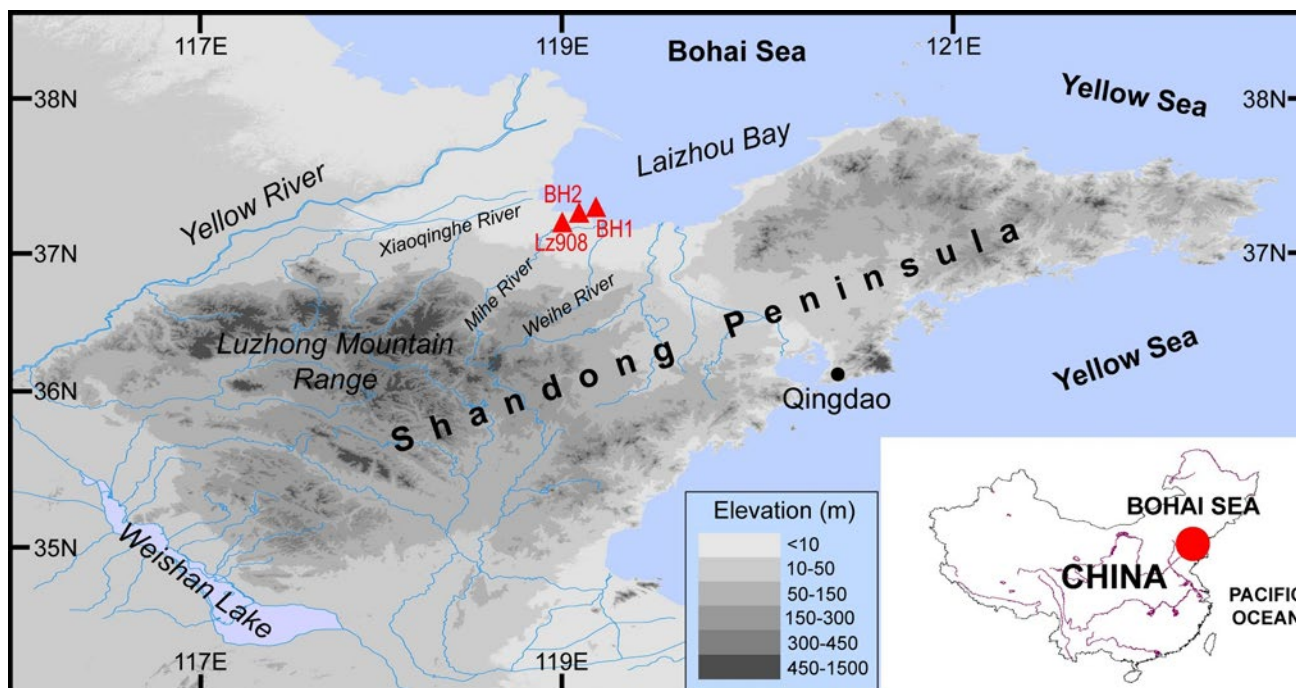 117E
119E
121E
Bohai Sea
Yellow Sea
38N
38N
Laizhou Bay
Yellow River
BH2
BH1
Lz908
Xiaoqinghe River
37N
37N
Mihe River
Weihe River
Shandong Peninsula
Luzhong Mountain
Range
Yellow Sea
36N
36N
Qingdao
35N
Weishan Lake
117E
119E
Elevation (m)
<10
10-50
50-150
150-300
300-450
450-1500
BOHAI SEA
CHINA
PACIFIC
OCEAN